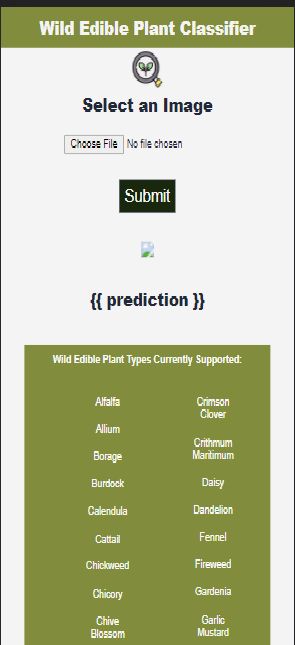 Wild Edible Plant Classifier
Select an Image
Choose File No file chosen
Submit
{{ prediction }}
Wild Edible Plant Types Currently Supported:
Alfalfa
Allium
Borage
Burdock
Calendula
Cattail
Chickweed
Chicory
Chive
Blossom
Crimson
Clover
Crithmum
Maritimum
Daisy
Dandelion
Fennel
Fireweed
Gardenia
Garlic
Mustard